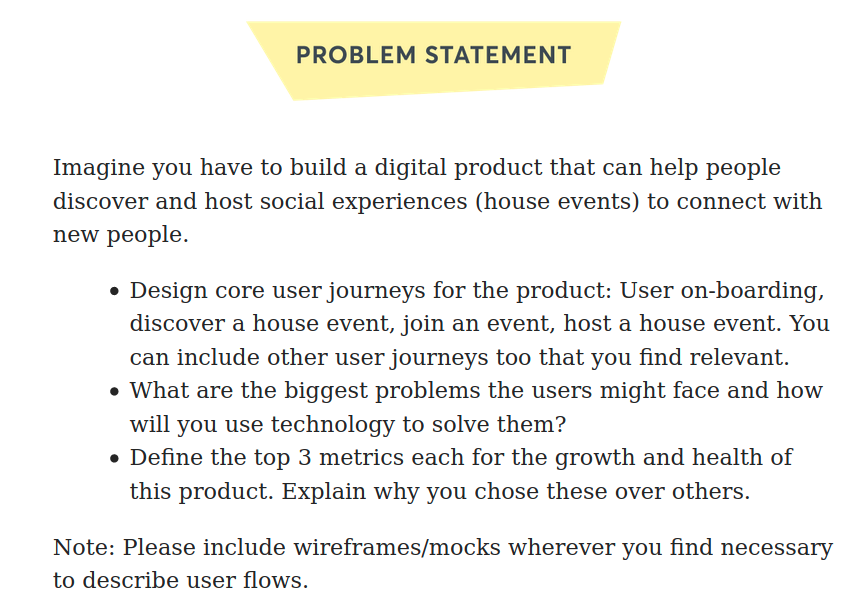 PROBLEM STATEMENT
Imagine you have to build a digital product that can help people
discover and host social experiences (house events) to connect with
new people.
• Design core user journeys for the product: User on-boarding,
discover a house event, join an event, host a house event. You
can include other user journeys too that you find relevant.
• What are the biggest problems the users might face and how
will you use technology to solve them?
• Define the top 3 metrics each for the growth and health of
this product. Explain why you chose these over others.
Note: Please include wireframes/mocks wherever you find necessary
to describe user flows.